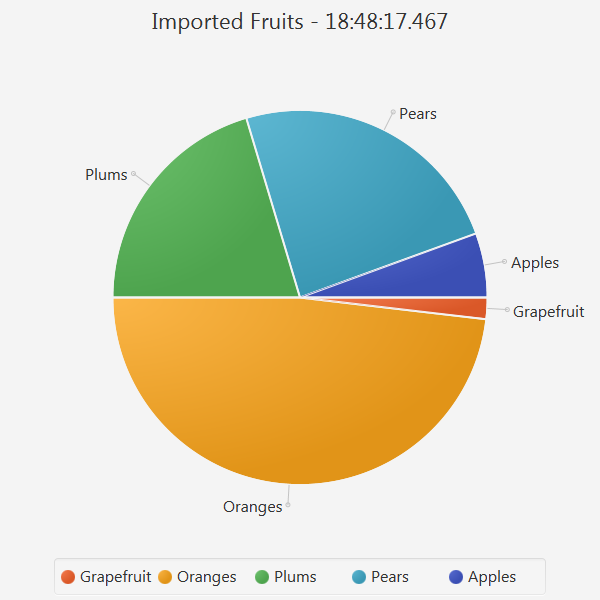 Imported Fruits - 18:48:17.467
Pears
Plums
Apples
Grapefruit
Oranges
Grapefruit Oranges Plums Pears Apples